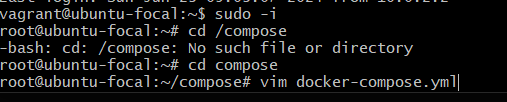 vagrant@ubuntu-focal:~$ sudo -i
root@ubuntu-focal:~# cd /compose
-bash: cd: /compose: No such file or directory
root@ubuntu-focal:~# cd compose
root@ubuntu-focal:~/compose# vim docker-compose.yml